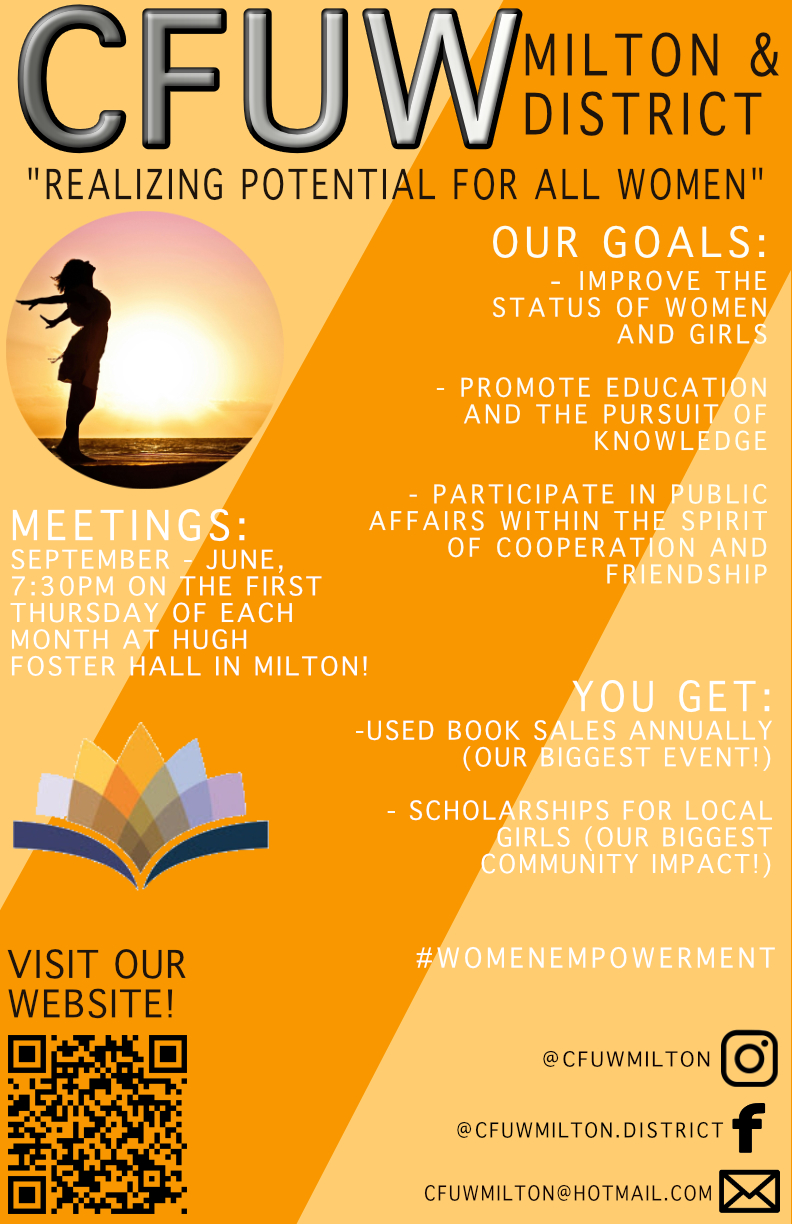 CFUW
MILTON &
DISTRICT
"REALIZING POTENTIAL FOR ALL WOMEN"
OUR GOALS:
- IMPROVE THE
STATUS OF WOMEN
AND GIRLS
- PROMOTE EDUCATION
AND THE PURSUIT OF
KNOWLEDGE
- PARTICIPATE IN PUBLIC
AFFAIRS WITHIN THE SPIRIT
OF COOPERATION AND
FRIENDSHIP
MEETINGS:
SEPTEMBER - JUNE,
7:30PM ON THE FIRST
THURSDAY OF EACH
MONTH AT HUGH
FOSTER HALL IN MILTON!
YOU GET:
-USED BOOK SALES ANNUALLY
(OUR BIGGEST EVENT!)
- SCHOLARSHIPS FOR LOCAL
GIRLS (OUR BIGGEST
COMMUNITY IMPACT!)
#WOMENEMPOWERMENT
VISIT OUR
WEBSITE!
@CFUWMILTON
@CFUWMILTON.DISTRICT
CFUWMILTON@HOTMAIL.COM